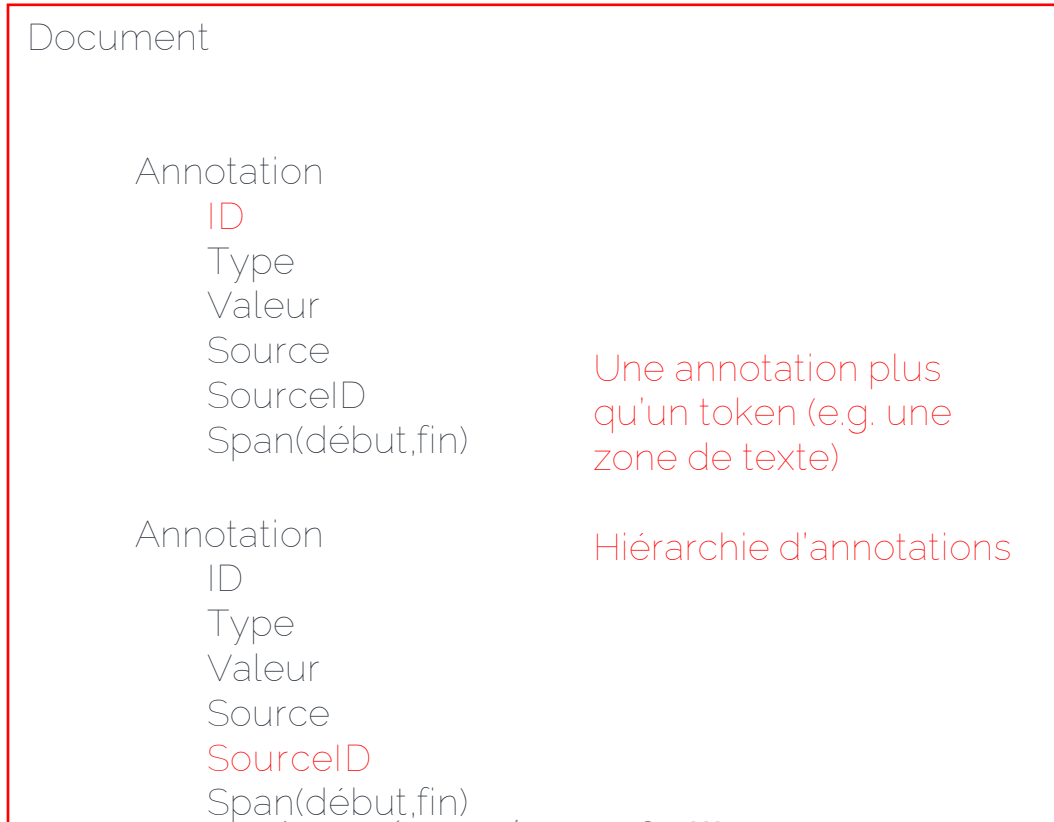 Document
Annotation
ID
Type
Valeur
Source
SourceID
Span(début,fin)
Une annotation plus
qu'un token (e.g. une
zone de texte)
Annotation
ID
Type
Valeur
Source
SourceID
Span(début,fin)
Hiérarchie d'annotations